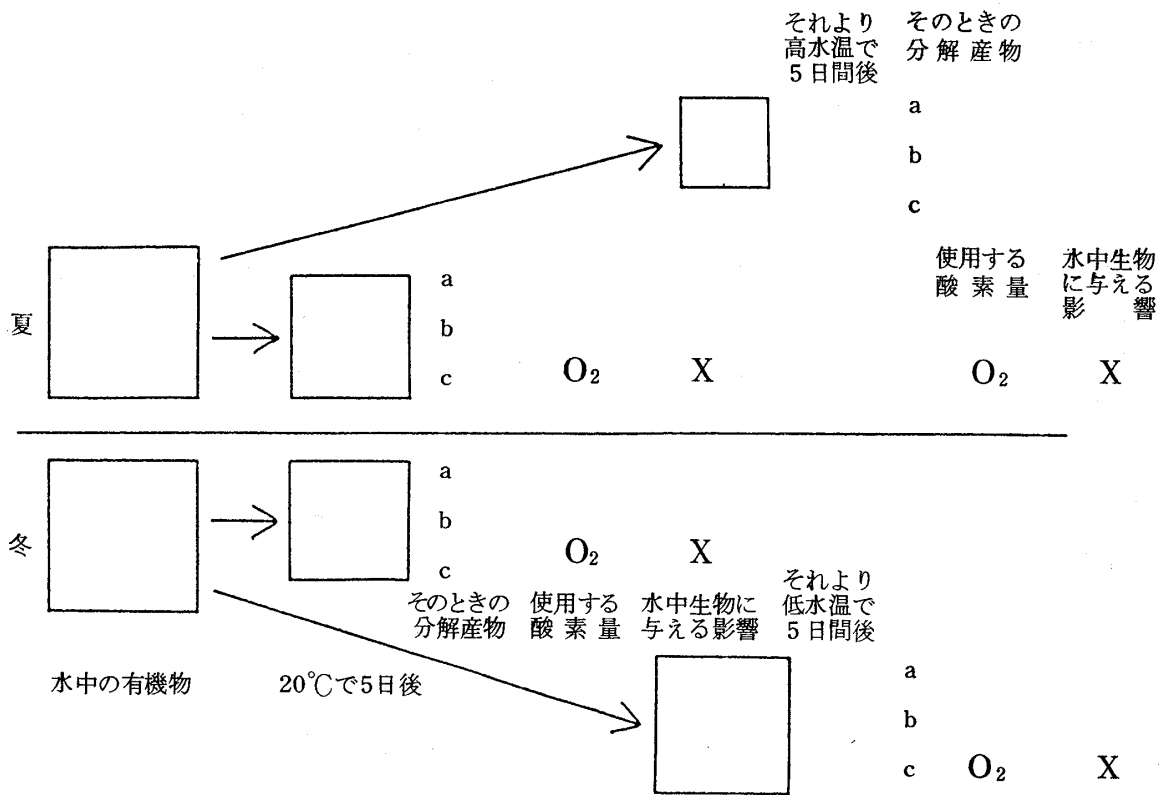 それより
高水温で
5日間後
そのときの
分解産物
a
b
c
夏
a
b
c
O₂
X
使用する
酸素量
水中生物
に与える
影響
O₂
X
冬
a
b
c
O₂
X
そのときの
分解産物
使用する
酸素量
水中生物に
与える影響
それより
低水温で
5日間後
水中の有機物
20℃で5日後
a
b
c
O₂
X